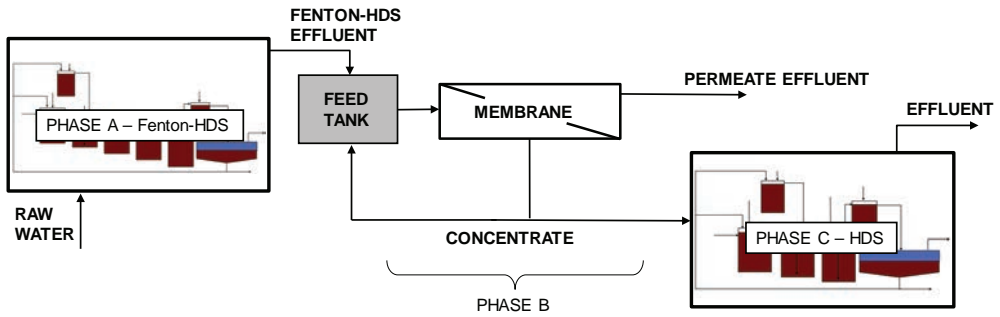 FENTON-HDS
EFFLUENT
PHASE A – Fenton-HDS
FEED
TANK
MEMBRANE
PERMEATE EFFLUENT
EFFLUENT
RAW
WATER
CONCENTRATE
PHASE C – HDS
PHASE B